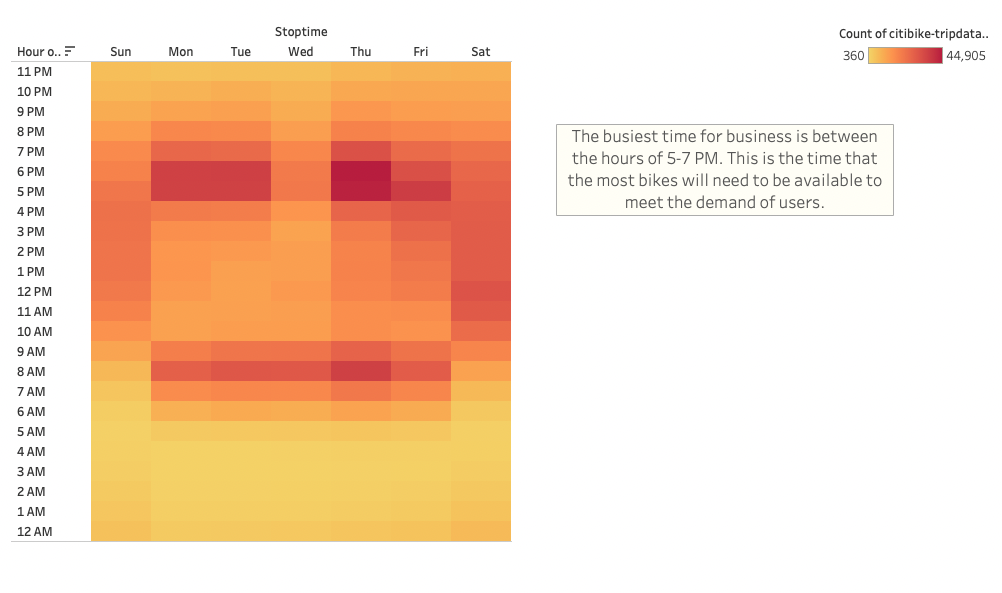 Stoptime
Hour o.. Sun Mon Tue Wed Thu Fri Sat
Count of citibike-tripdata..
360 44,905
11 PM
10 PM
9 PM
8 PM
7 PM
6 PM
5 PM
4 PM
3 PM
2 PM
1 PM
12 PM
11 AM
10 AM
9 AM
8 AM
7 AM
6 AM
5 AM
4 AM
3 AM
2 AM
1 AM
12 AM
The busiest time for business is between
the hours of 5-7 PM. This is the time that
the most bikes will need to be available to
meet the demand of users.